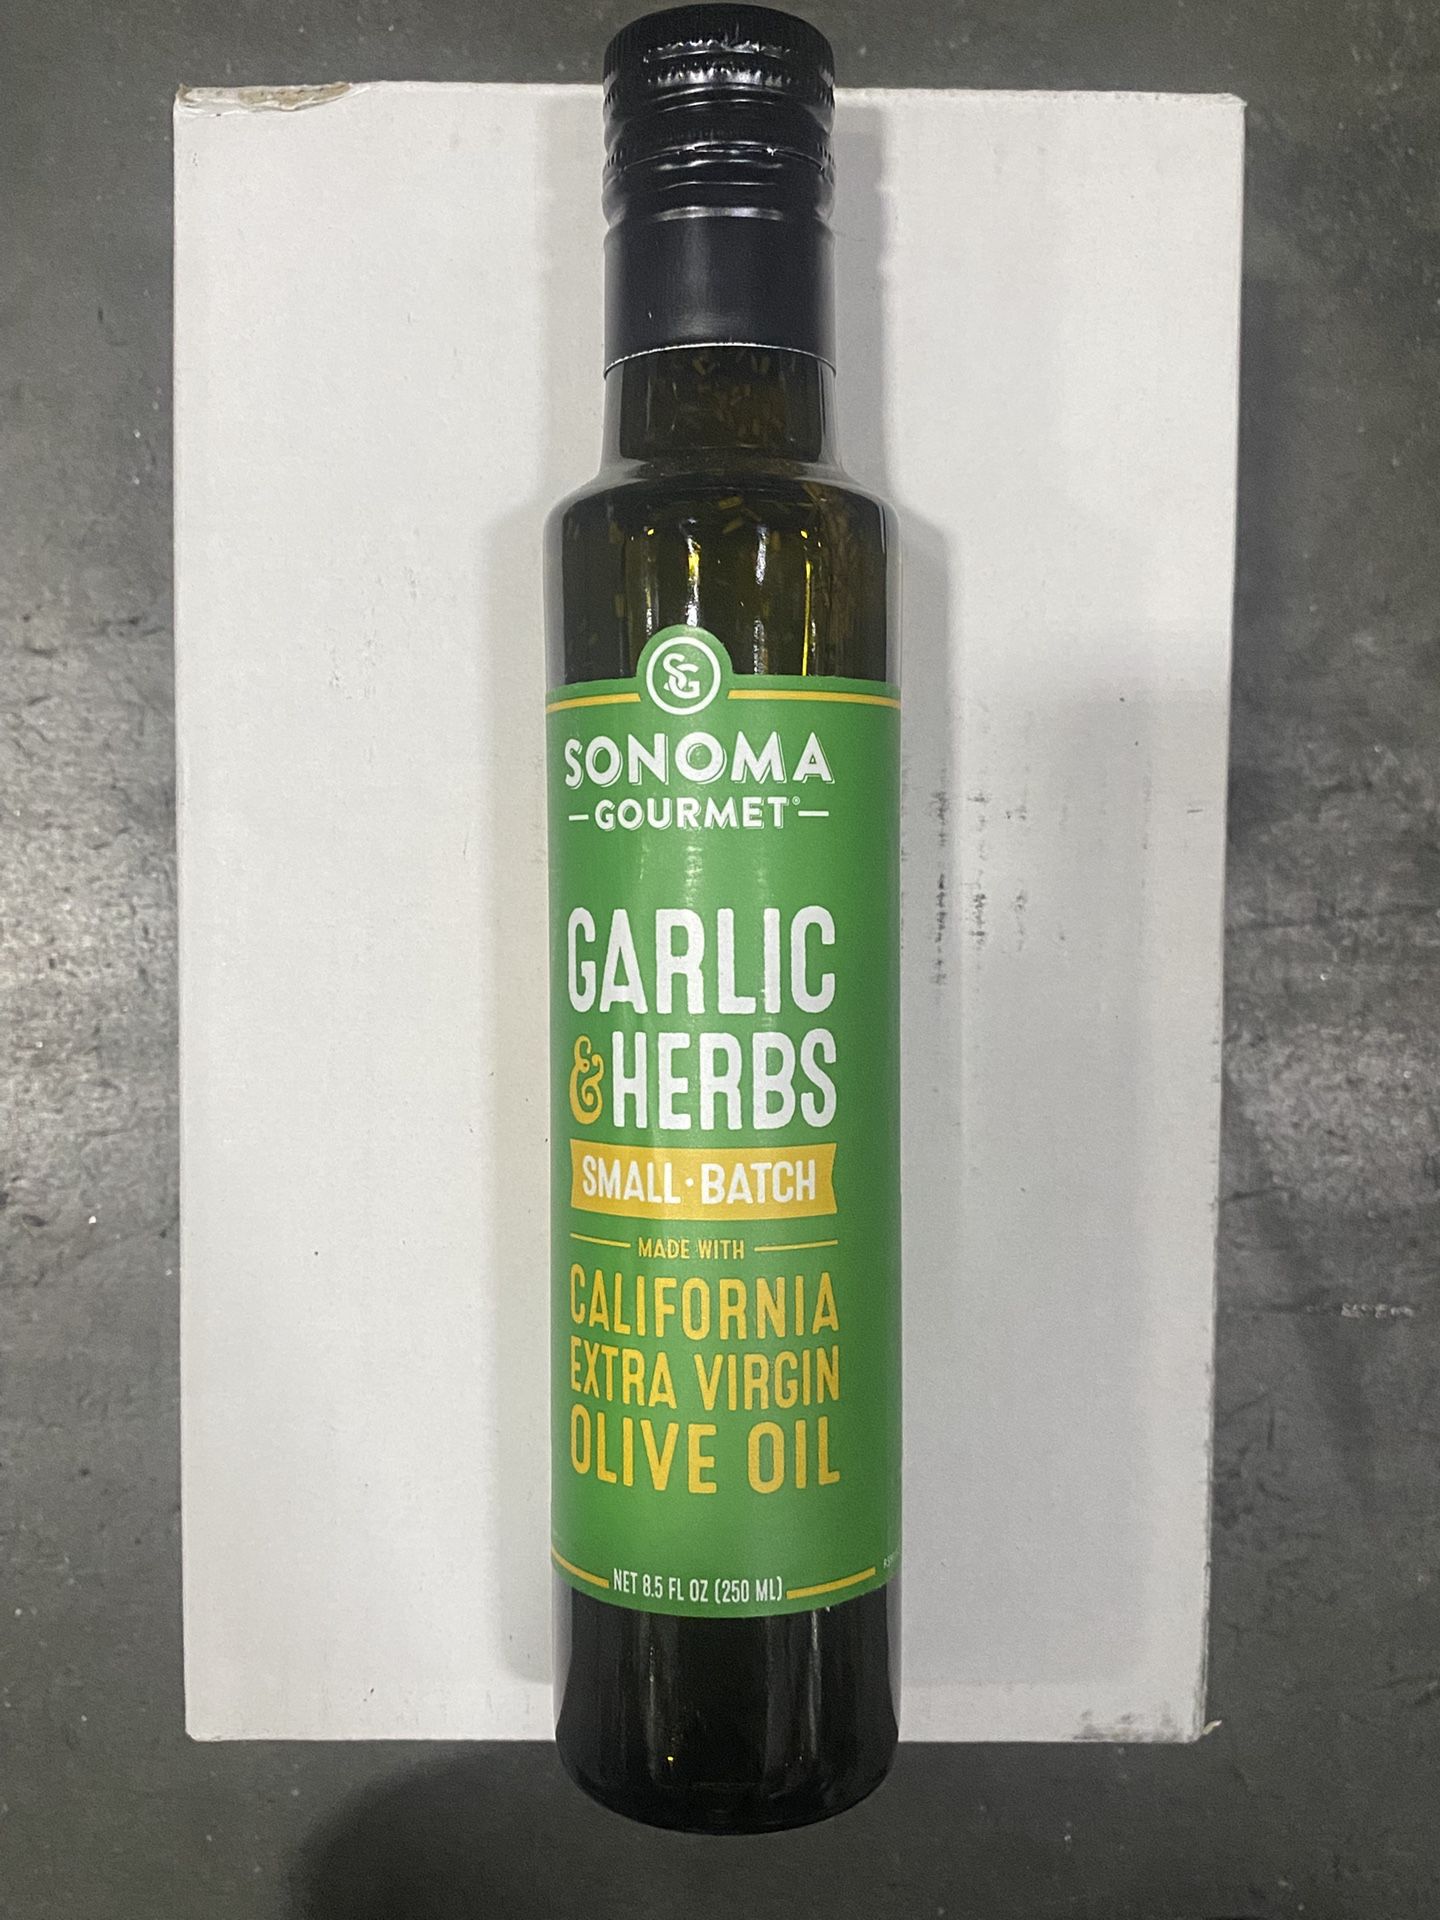 SG
SONOMA
GOURMET®
GARLIC
& HERBS
SMALL · BATCH
MADE WITH
CALIFORNIA
EXTRA VIRGIN
OLIVE OIL
NET 8.5 FL OZ (250 ML)